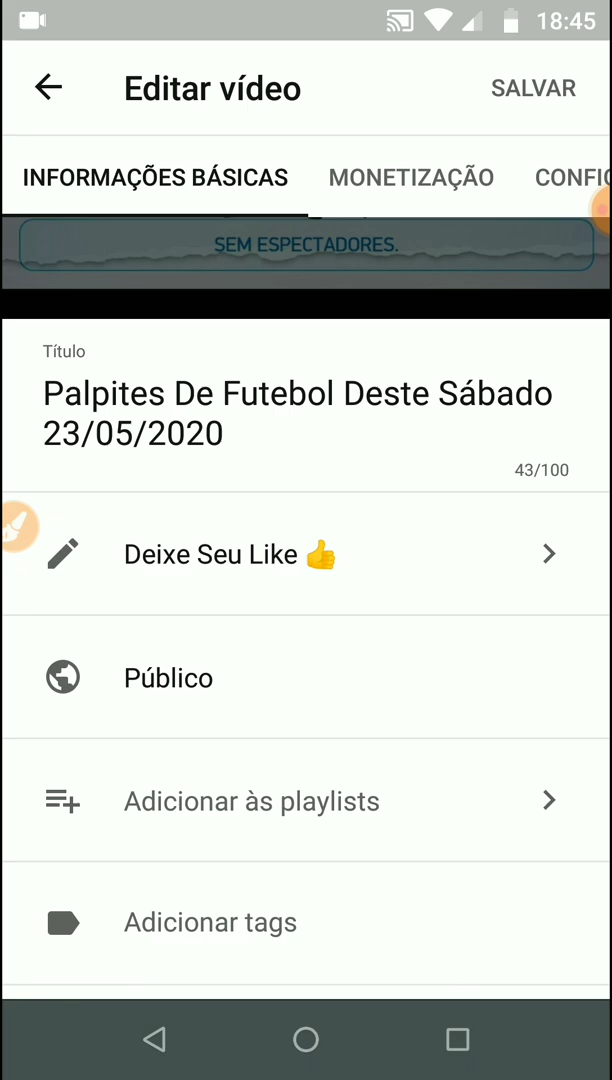 18:45
Editar vídeo
SALVAR
INFORMAÇÕES BÁSICAS
MONETIZAÇÃO
CONFIG
SEM ESPECTADORES.
Título
Palpites De Futebol Deste Sábado
23/05/2020
43/100
Deixe Seu Like 👍
Público
Adicionar às playlists
Adicionar tags